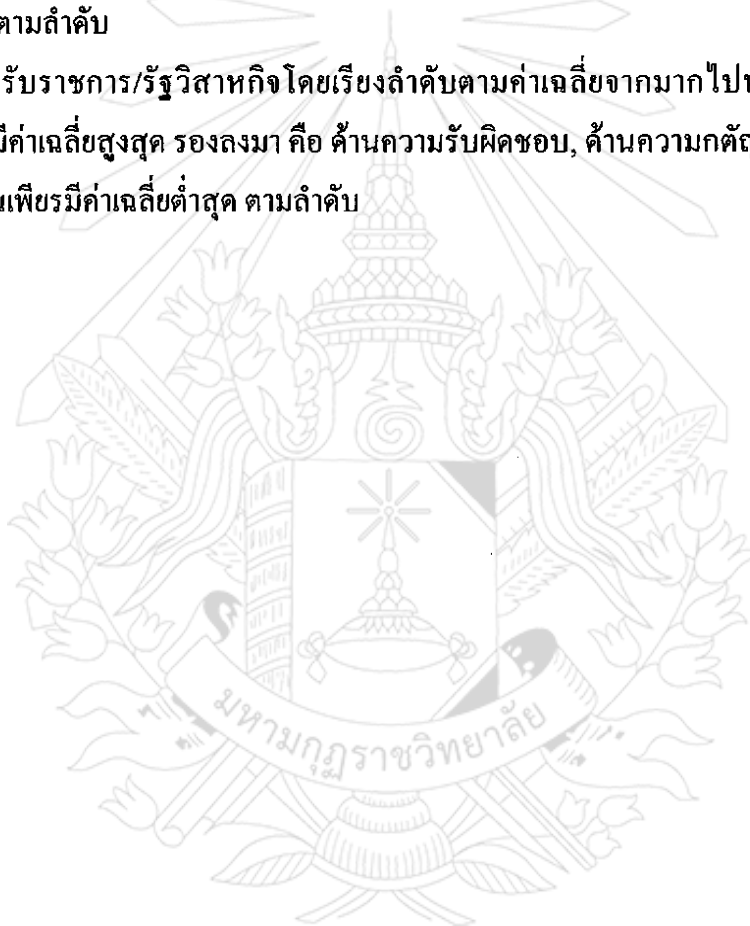 ตามลำดับ
รับราชการ/รัฐวิสาหกิจโดยเรียงลำดับตามค่าเฉลี่ยจากมากไป
มีค่าเฉลี่ยสูงสุด รองลงมา คือ ด้านความรับผิดชอบ, ด้านความกตัญ
เพียรมีค่าเฉลี่ยต่ำสุด ตามลำดับ
มหามกุฏราชวิทยาลัย